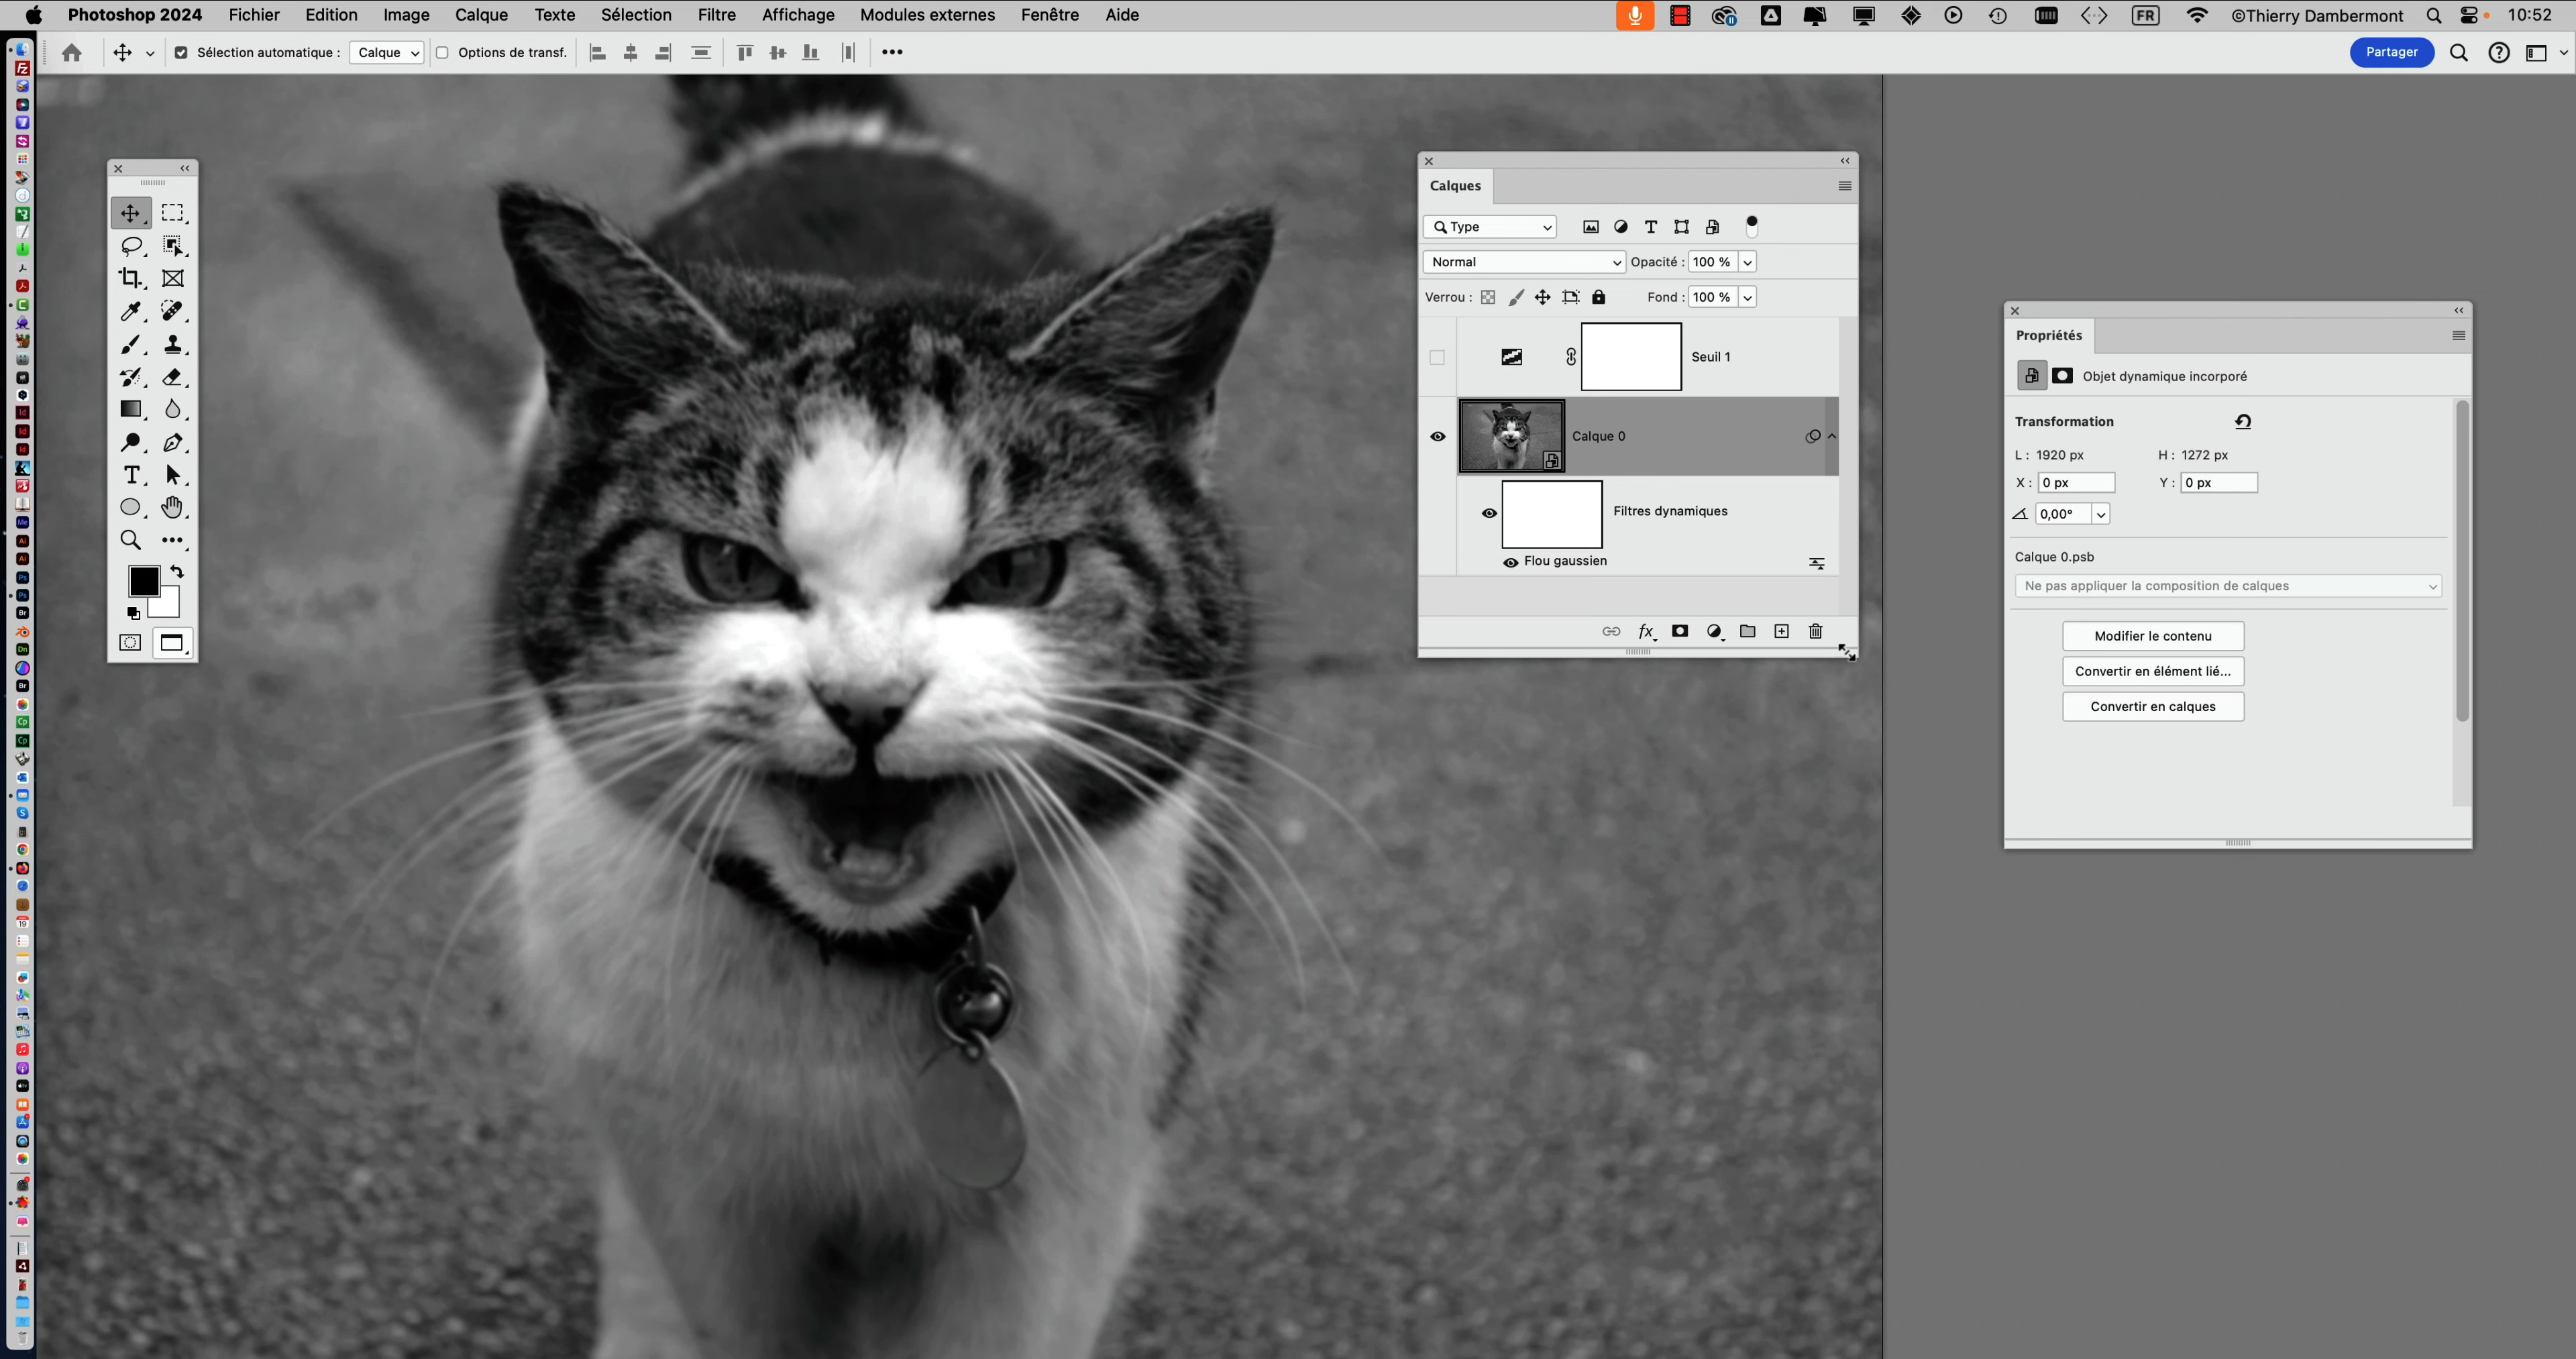 Photoshop 2024 Fichier Edition Image Calque Texte Sélection Filtre Affichage Modules externes Fenêtre Aide FR ©Thierry Dambermont 10:52
Sélection automatique : Calque Options de transf. Partager
Calques
Type
Normal Opacité : 100 %
Verrou : Fond : 100 %
Seuil 1
Calque 0
Filtres dynamiques
Flou gaussien
Propriétés
Objet dynamique incorporé
Transformation
L : 1920 px H : 1272 px
X : 0 px Y : 0 px
0,00°
Calque 0.psb
Ne pas appliquer la composition de calques
Modifier le contenu
Convertir en élément lié...
Convertir en calques